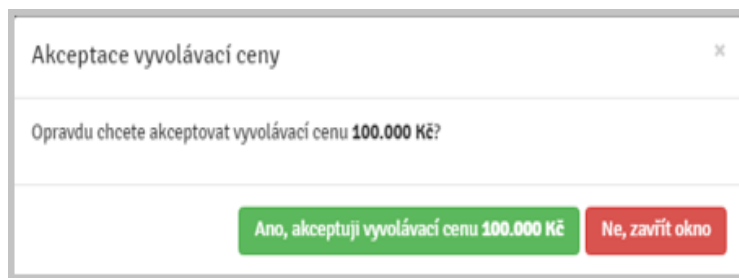 Akceptace vyvolávací ceny
×
Opravdu chcete akceptovat vyvolávací cenu 100.000 Kč?
Ano, akceptuji vyvolávací cenu 100.000 Kč
Ne, zavřít okno